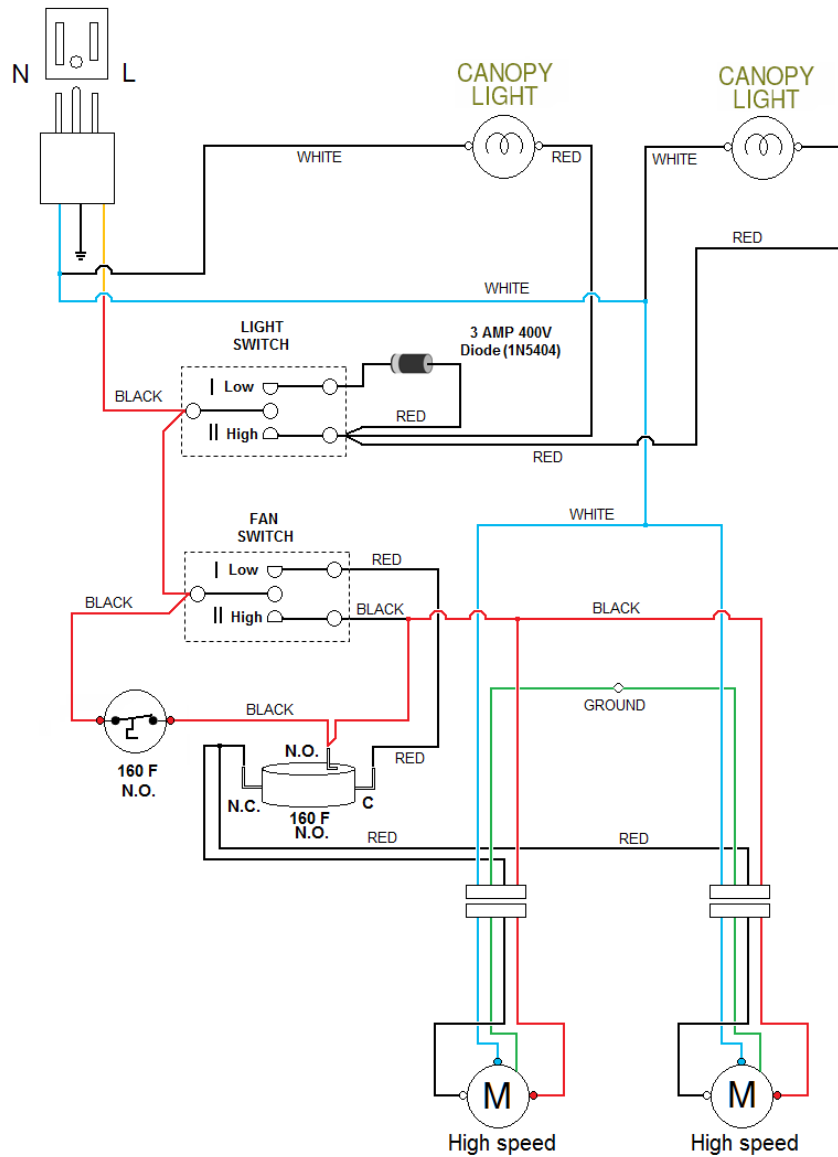 N
L
CANOPY
LIGHT
CANOPY
LIGHT
WHITE
RED
WHITE
RED
WHITE
LIGHT
SWITCH
3 AMP 400V
Diode (1N5404)
BLACK
I Low
RED
II High
RED
WHITE
FAN
SWITCH
RED
I Low
BLACK
BLACK
BLACK
II High
BLACK
GROUND
N.O.
RED
160 F
N.O.
N.C.
C
160 F
N.O.
RED
RED
M
M
High speed
High speed